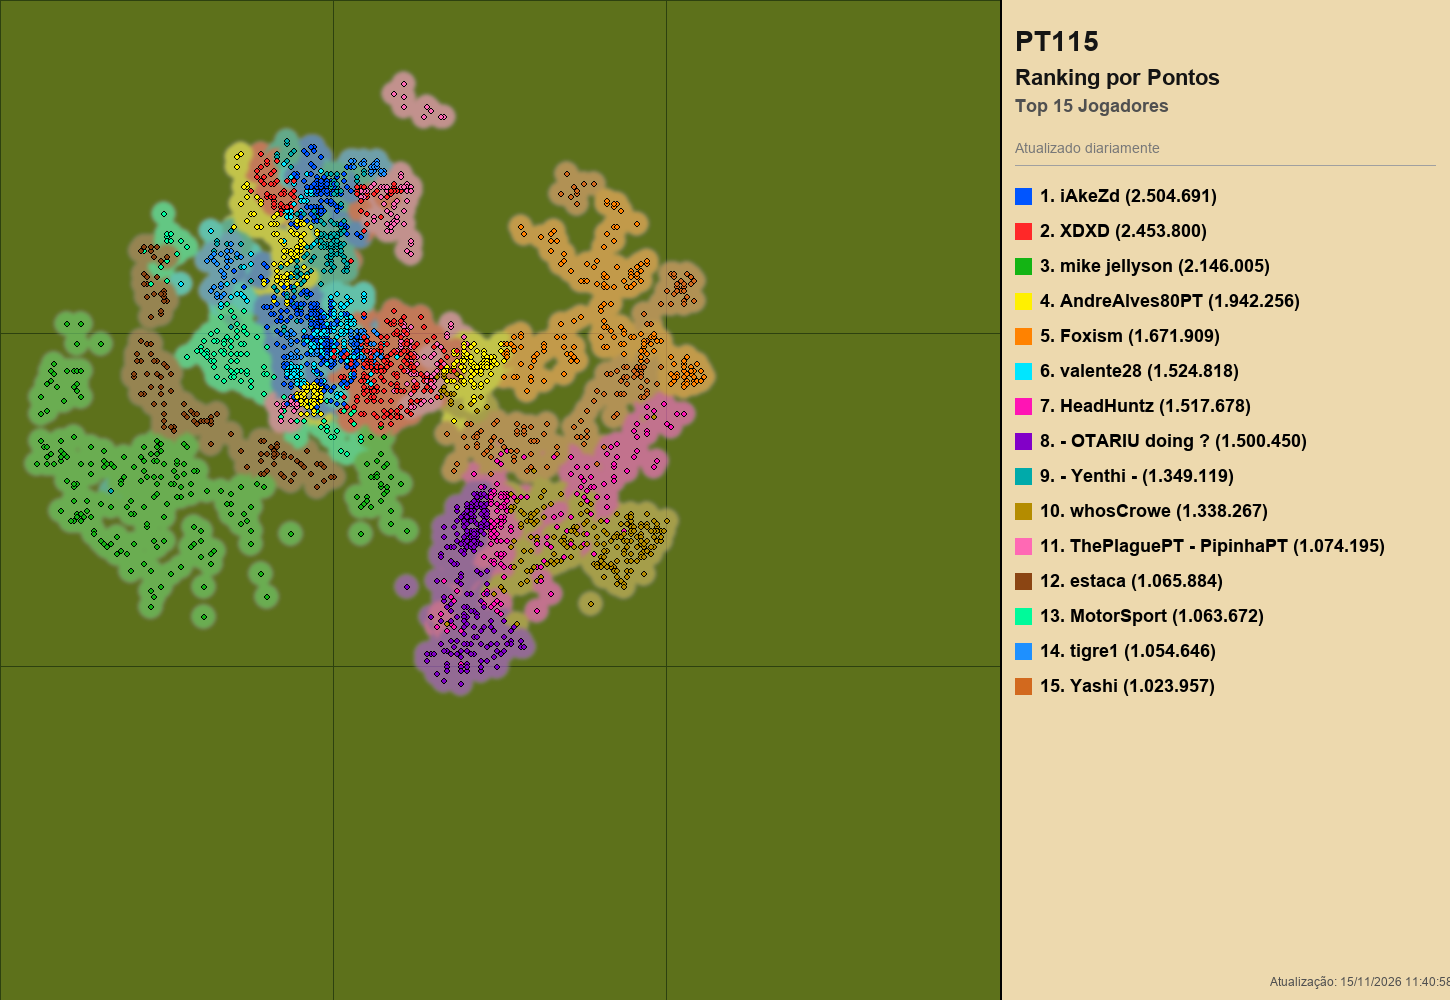 PT115
Ranking por Pontos
Top 15 Jogadores
Atualizado diariamente
1. iAkeZd (2.504.691)
2. XDXD (2.453.800)
3. mike jellyson (2.146.005)
4. AndreAlves80PT (1.942.256)
5. Foxism (1.671.909)
6. valente28 (1.524.818)
7. HeadHuntz (1.517.678)
8. - OTARIU doing ? (1.500.450)
9. - Yenthi - (1.349.119)
10. whosCrowe (1.338.267)
11. ThePlaguePT - PipinhaPT (1.074.195)
12. estaca (1.065.884)
13. MotorSport (1.063.672)
14. tigre1 (1.054.646)
15. Yashi (1.023.957)
Atualização: 15/11/2026 11:40:58